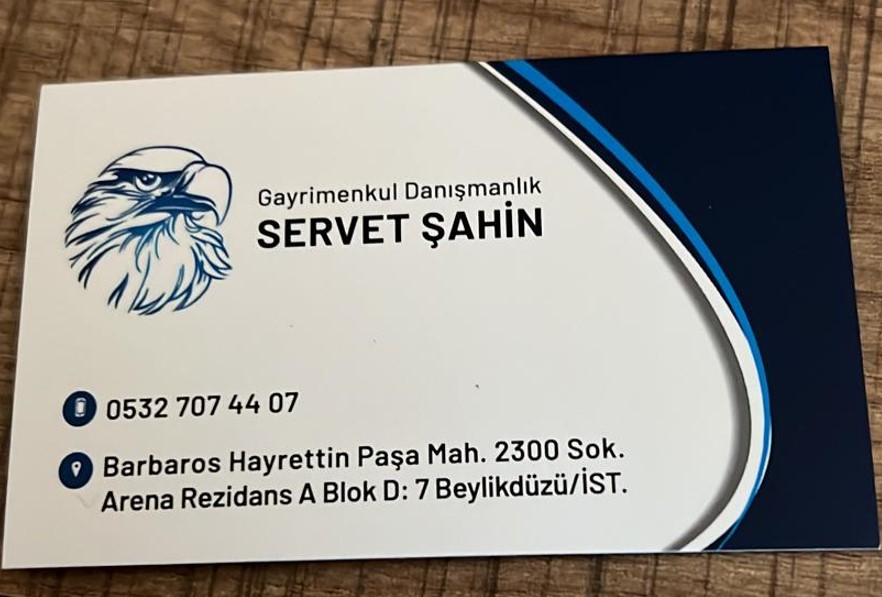 Gayrimenkul Danışmanlık
SERVET ŞAHİN
0532 707 44 07
Barbaros Hayrettin Paşa Mah. 2300 Sok.
Arena Rezidans A Blok D: 7 Beylikdüzü/İST.